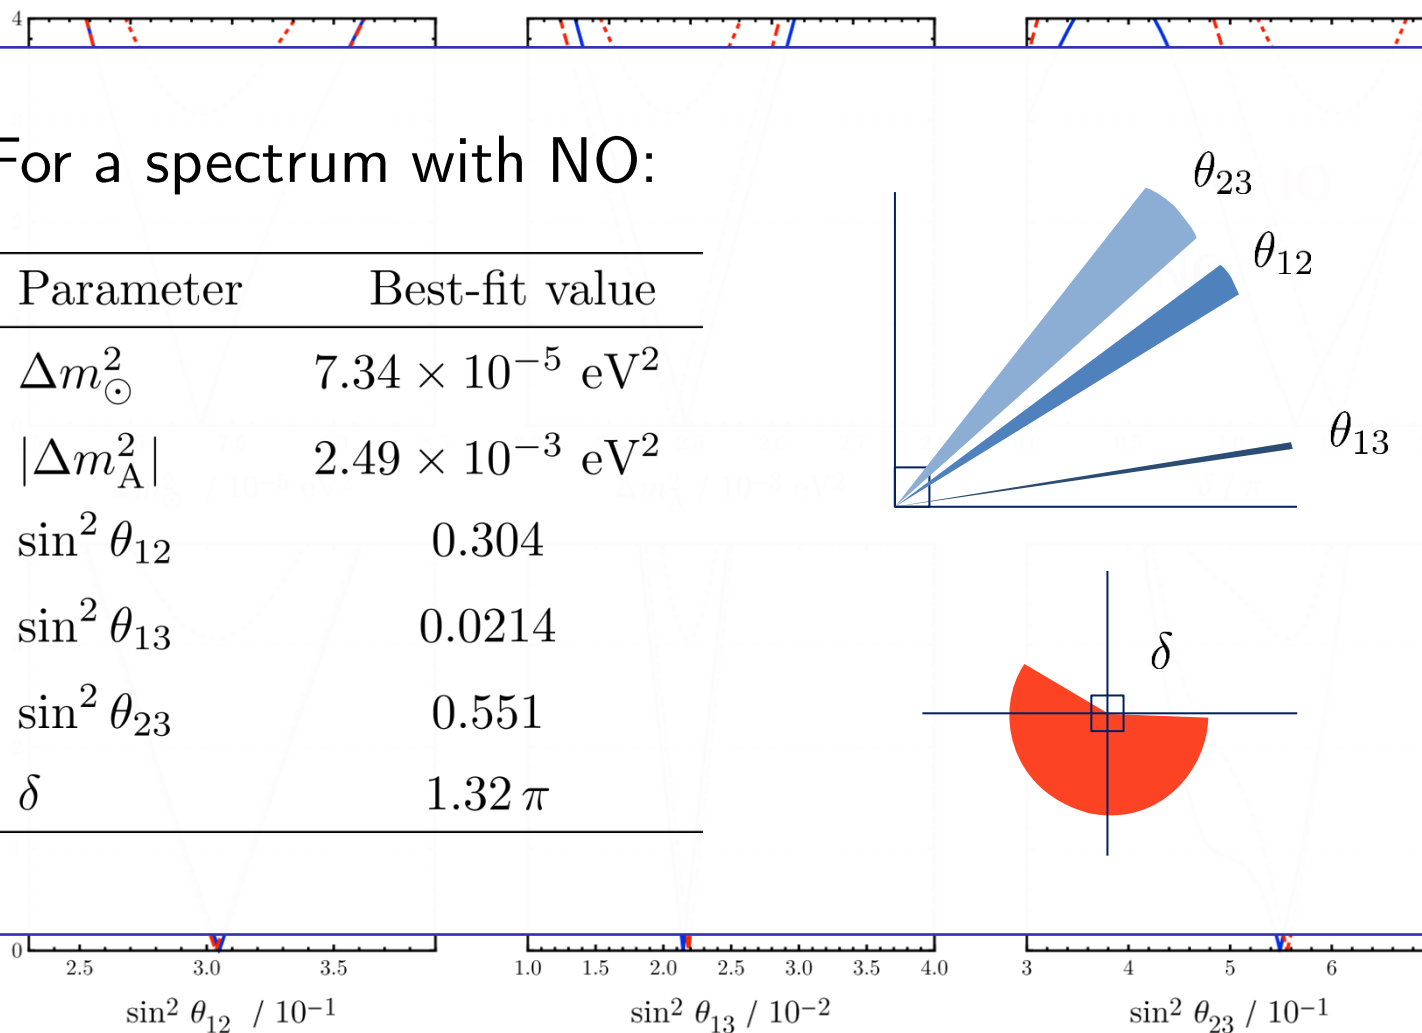 4
For a spectrum with NO:
Parameter Best-fit value
Δm²⊙ 7.34 × 10⁻⁵ eV²
|Δm²_A| 2.49 × 10⁻³ eV²
sin² θ₁₂ 0.304
sin² θ₁₃ 0.0214
sin² θ₂₃ 0.551
δ 1.32 π
θ₂₃
θ₁₂
θ₁₃
δ
0
2.5 3.0 3.5
1.0 1.5 2.0 2.5 3.0 3.5 4.0
3 4 5 6
sin² θ₁₂ / 10⁻¹
sin² θ₁₃ / 10⁻²
sin² θ₂₃ / 10⁻¹